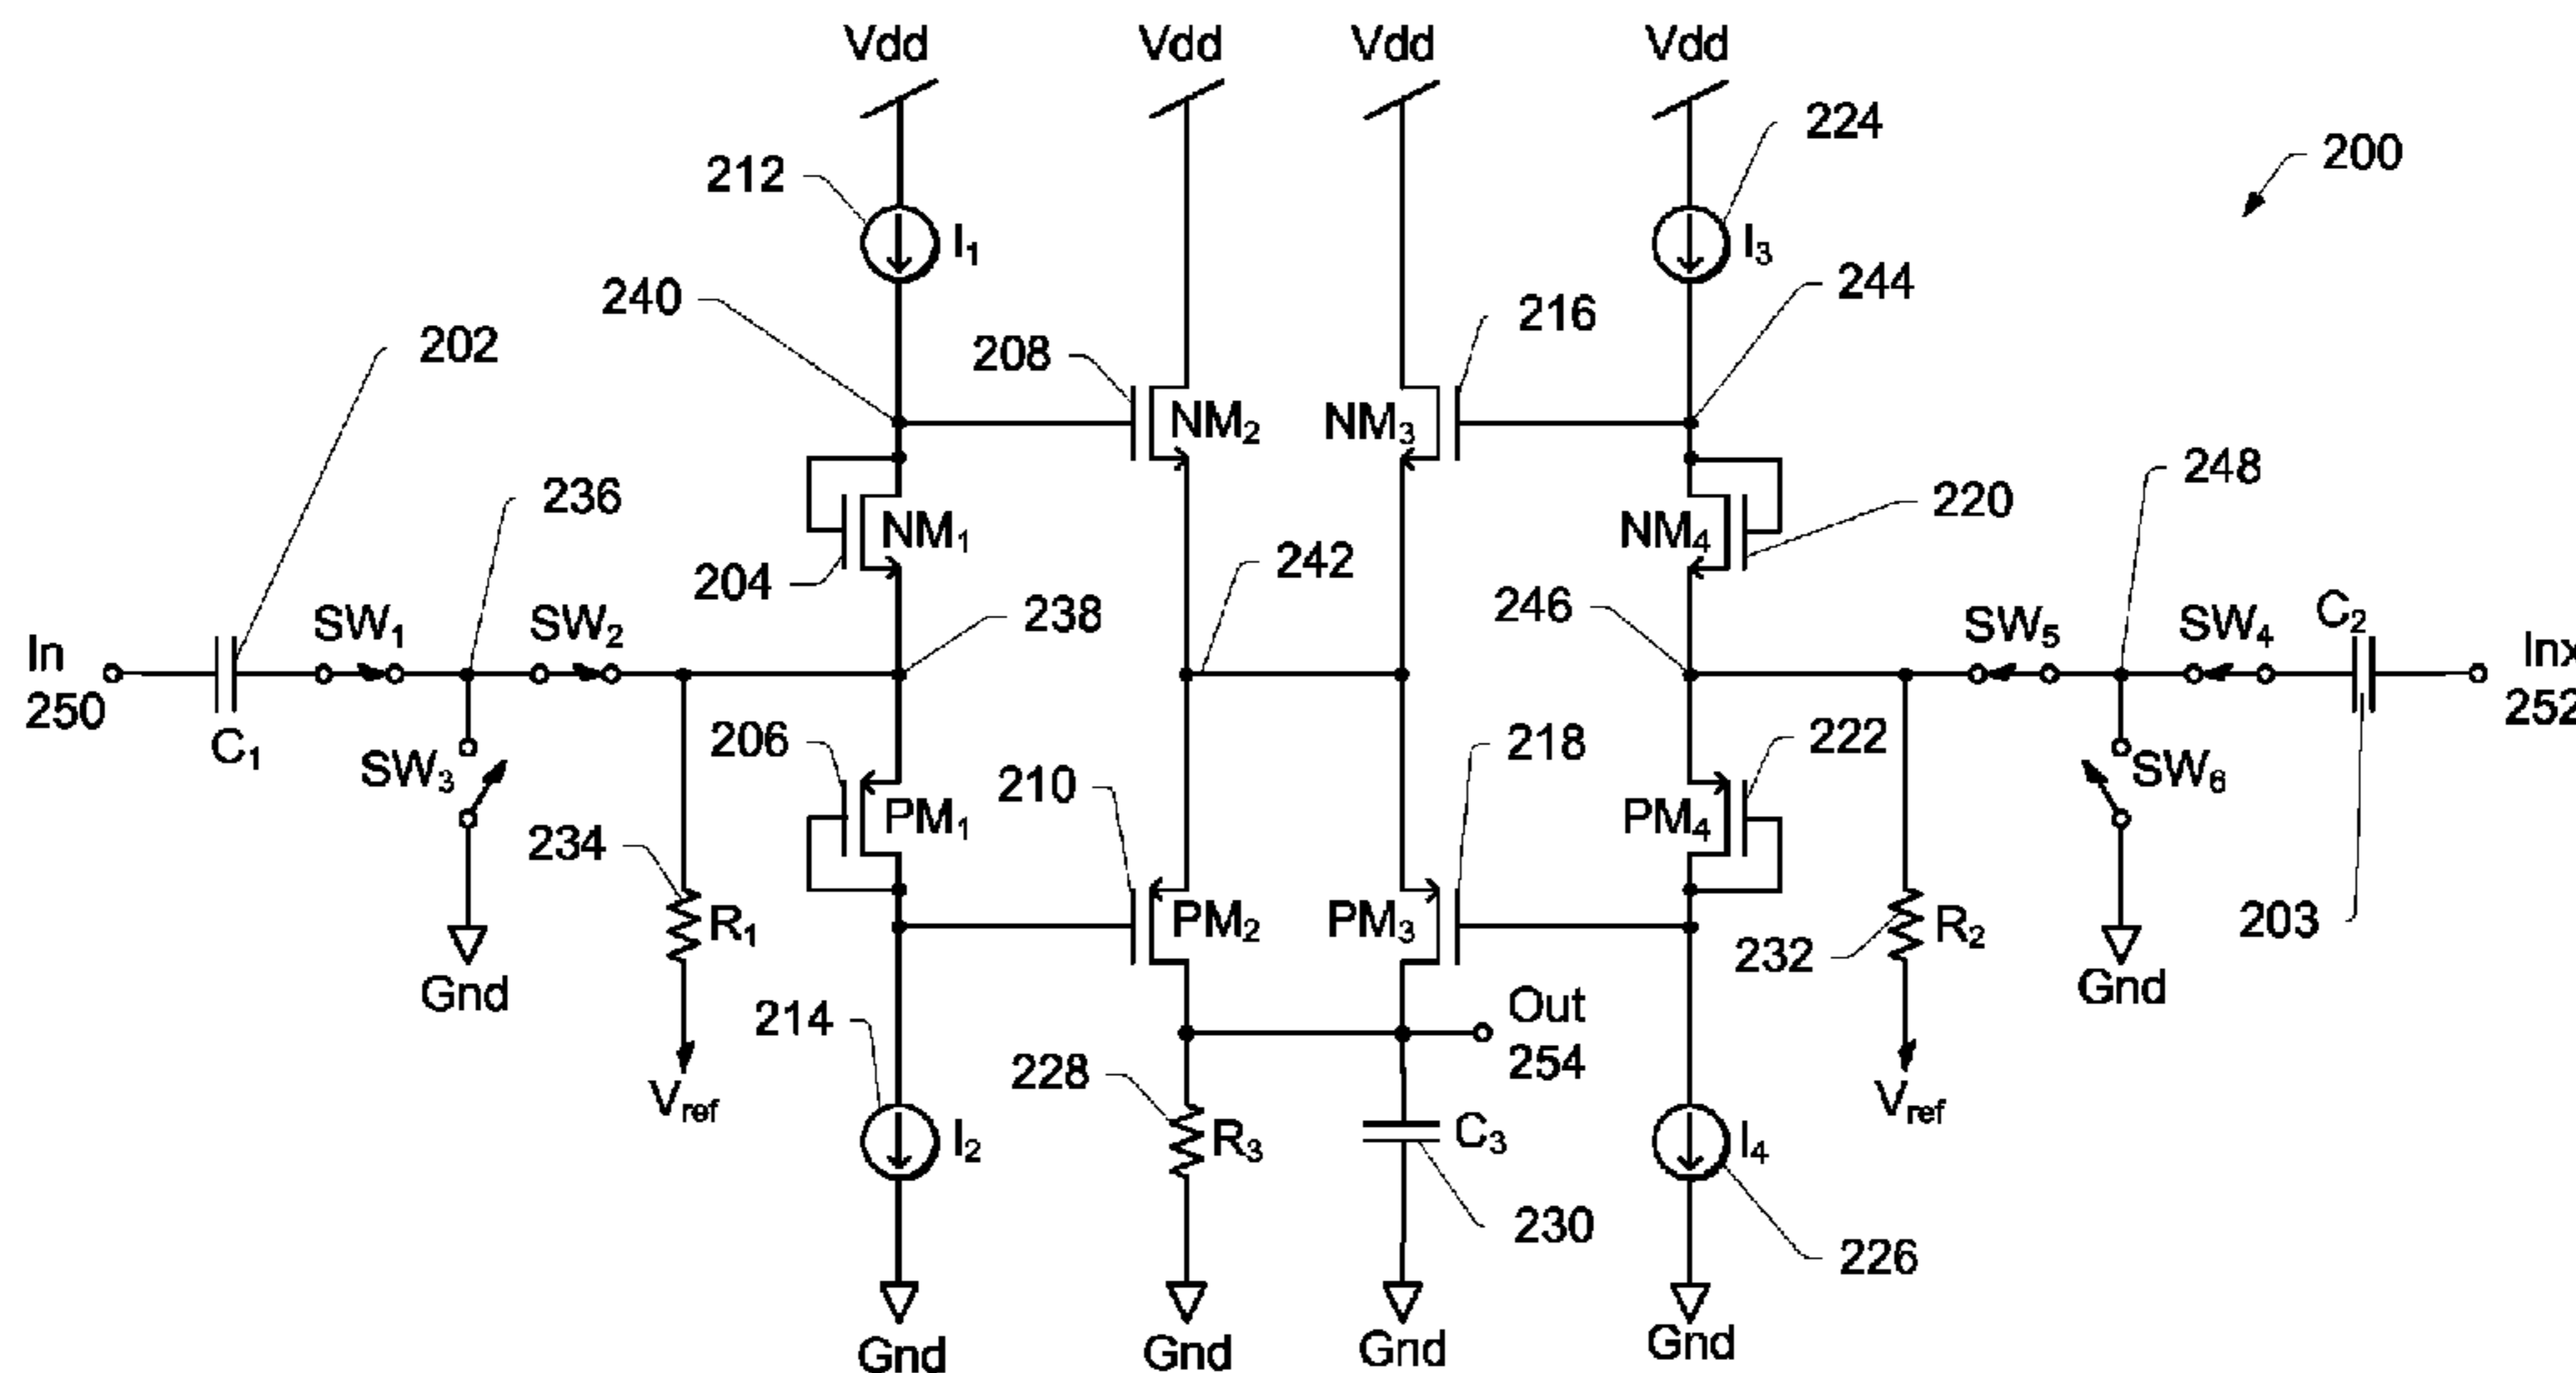 Vdd
Vdd
Vdd
Vdd
212
I1
224
I3
200
240
244
202
208
216
NM2
NM3
236
248
NM1
NM4
220
204
242
246
238
In
250
C1
SW1
SW2
SW5
SW4
C2
Inx
252
SW3
206
PM1
210
218
PM4
222
SW6
234
R1
PM2
PM3
232
R2
203
Gnd
Gnd
Vref
214
I2
228
R3
Out
254
C3
230
Vref
I4
226
Gnd
Gnd
Gnd
Gnd